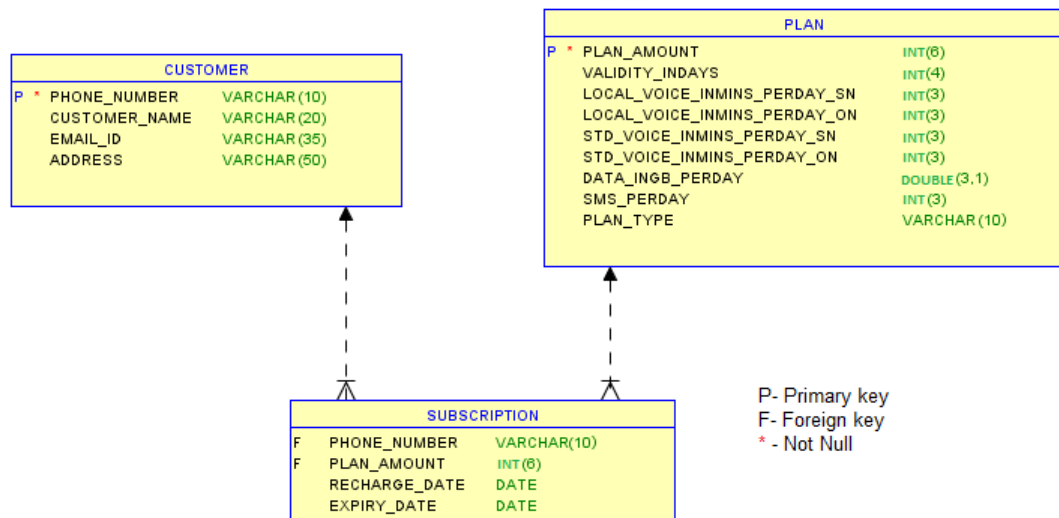 CUSTOMER
P * PHONE_NUMBER VARCHAR(10)
CUSTOMER_NAME VARCHAR(20)
EMAIL_ID VARCHAR(35)
ADDRESS VARCHAR(50)
PLAN
P * PLAN_AMOUNT INT(6)
VALIDITY_INDAYS INT(4)
LOCAL_VOICE_INMINS_PERDAY_SN INT(3)
LOCAL_VOICE_INMINS_PERDAY_ON INT(3)
STD_VOICE_INMINS_PERDAY_SN INT(3)
STD_VOICE_INMINS_PERDAY_ON INT(3)
DATA_INGB_PERDAY DOUBLE(3,1)
SMS_PERDAY INT(3)
PLAN_TYPE VARCHAR(10)
SUBSCRIPTION
F PHONE_NUMBER VARCHAR(10)
F PLAN_AMOUNT INT(6)
RECHARGE_DATE DATE
EXPIRY_DATE DATE
P- Primary key
F- Foreign key
* - Not Null